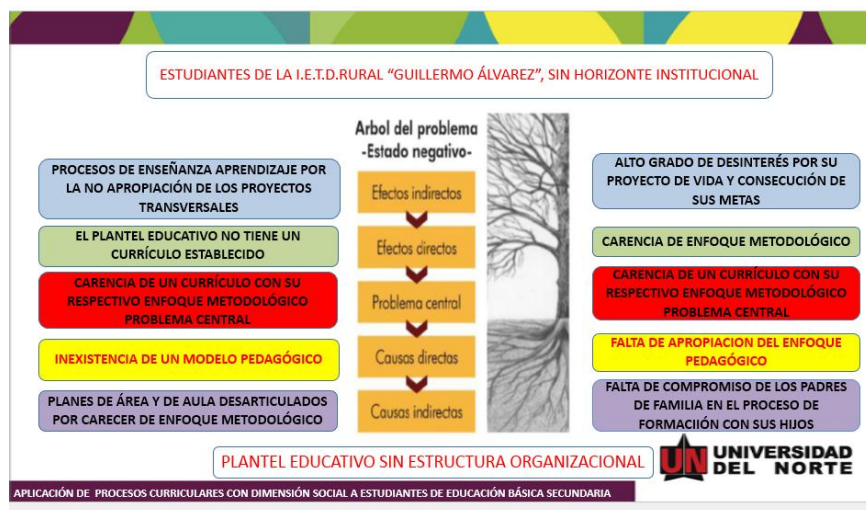 ESTUDIANTES DE LA I.E.T.D.RURAL “GUILLERMO ÁLVAREZ”, SIN HORIZONTE INSTITUCIONAL
Arbol del problema
-Estado negativo-
PROCESOS DE ENSEÑANZA APRENDIZAJE POR
LA NO APROPIACIÓN DE LOS PROYECTOS
TRANSVERSALES
Efectos indirectos
ALTO GRADO DE DESINTERÉS POR SU
PROYECTO DE VIDA Y CONSECUCIÓN DE
SUS METAS
EL PLANTEL EDUCATIVO NO TIENE UN
CURRÍCULO ESTABLECIDO
Efectos directos
CARENCIA DE ENFOQUE METODOLÓGICO
CARENCIA DE UN CURRÍCULO CON SU
RESPECTIVO ENFOQUE METODOLÓGICO
PROBLEMA CENTRAL
Problema central
CARENCIA DE UN CURRÍCULO CON SU
RESPECTIVO ENFOQUE METODOLÓGICO
PROBLEMA CENTRAL
INEXISTENCIA DE UN MODELO PEDAGÓGICO
Causas directas
FALTA DE APROPIACION DEL ENFOQUE
PEDAGÓGICO
PLANES DE ÁREA Y DE AULA DESARTICULADOS
POR CARECER DE ENFOQUE METODOLÓGICO
Causas indirectas
FALTA DE COMPROMISO DE LOS PADRES
DE FAMILIA EN EL PROCESO DE
FORMACIIÓN CON SUS HIJOS
PLANTEL EDUCATIVO SIN ESTRUCTURA ORGANIZACIONAL
UN
UNIVERSIDAD
DEL NORTE
APLICACIÓN DE PROCESOS CURRICULARES CON DIMENSIÓN SOCIAL A ESTUDIANTES DE EDUCACIÓN BÁSICA SECUNDARIA